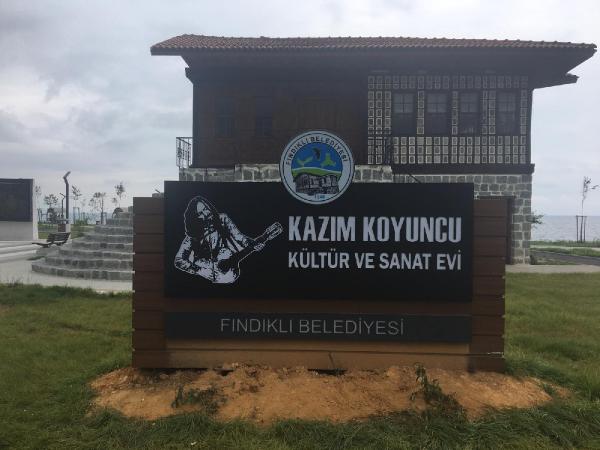 FINDIKLI BELEDİYESİ
KAZIM KOYUNCU
KÜLTÜR VE SANAT EVİ
FINDIKLI BELEDİYESİ